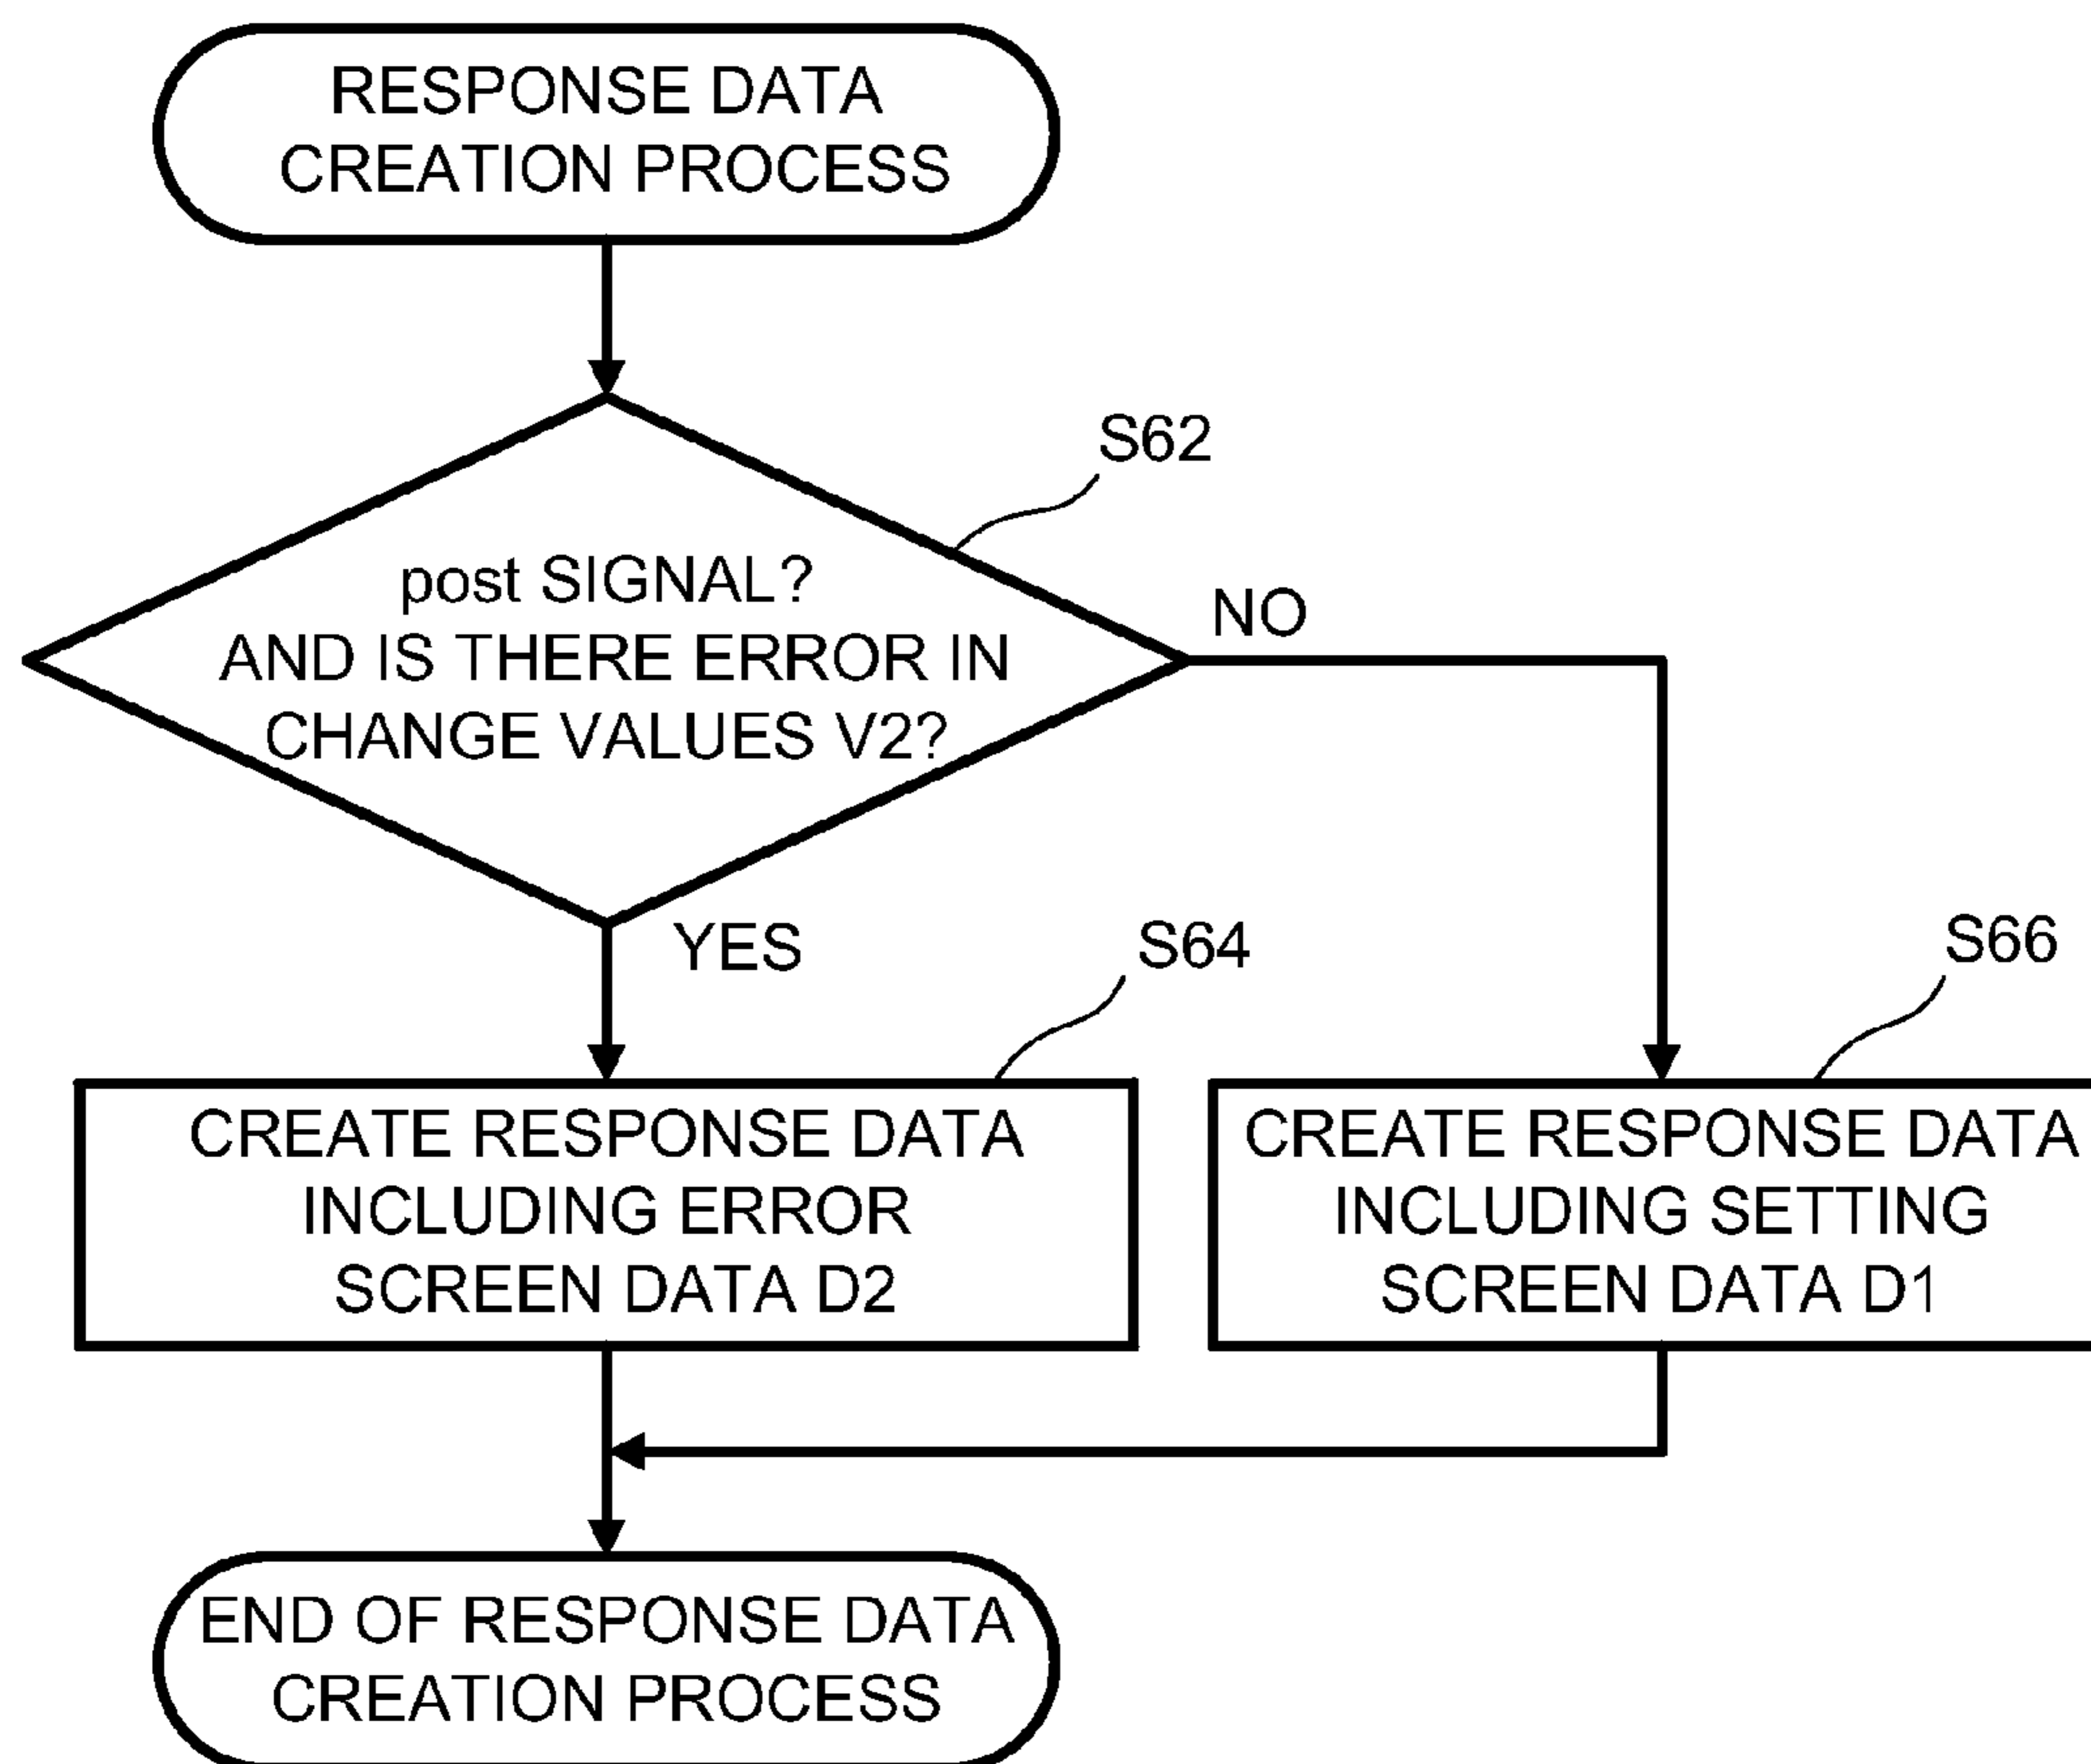 RESPONSE DATA
CREATION PROCESS
S62
post SIGNAL?
AND IS THERE ERROR IN
CHANGE VALUES V2?
NO
YES
S64
S66
CREATE RESPONSE DATA
INCLUDING ERROR
SCREEN DATA D2
CREATE RESPONSE DATA
INCLUDING SETTING
SCREEN DATA D1
END OF RESPONSE DATA
CREATION PROCESS